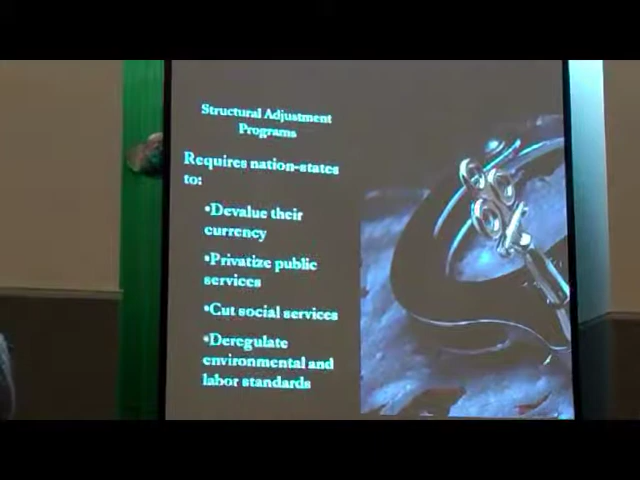 Structural Adjustment
Programs
Requires nation-states
to:
•Devalue their
currency
•Privatize public
services
•Cut social services
•Deregulate
environmental and
labor standards